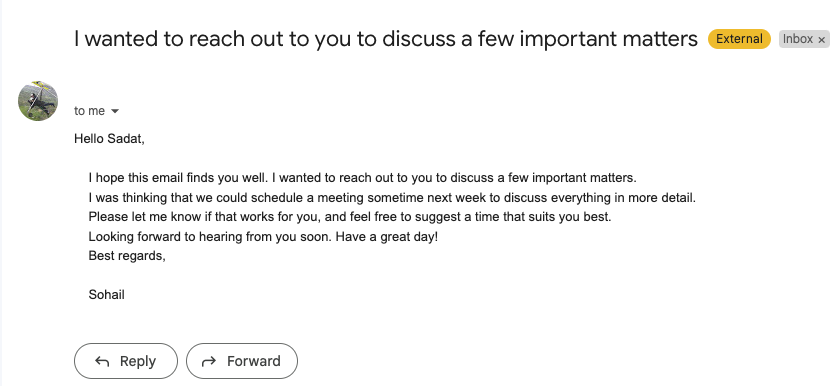 I wanted to reach out to you to discuss a few important matters External Inbox ×
to me
Hello Sadat,
I hope this email finds you well. I wanted to reach out to you to discuss a few important matters.
I was thinking that we could schedule a meeting sometime next week to discuss everything in more detail.
Please let me know if that works for you, and feel free to suggest a time that suits you best.
Looking forward to hearing from you soon. Have a great day!
Best regards,
Sohail
Reply Forward